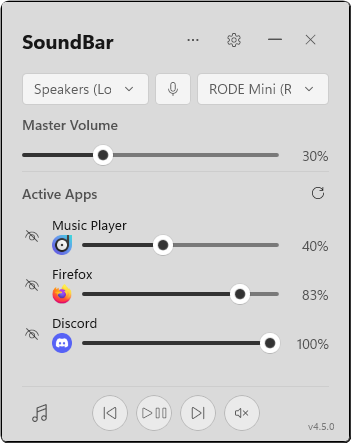 SoundBar
Speakers (Lo
RODE Mini (R
Master Volume
30%
Active Apps
Music Player
40%
Firefox
83%
Discord
100%
v4.5.0